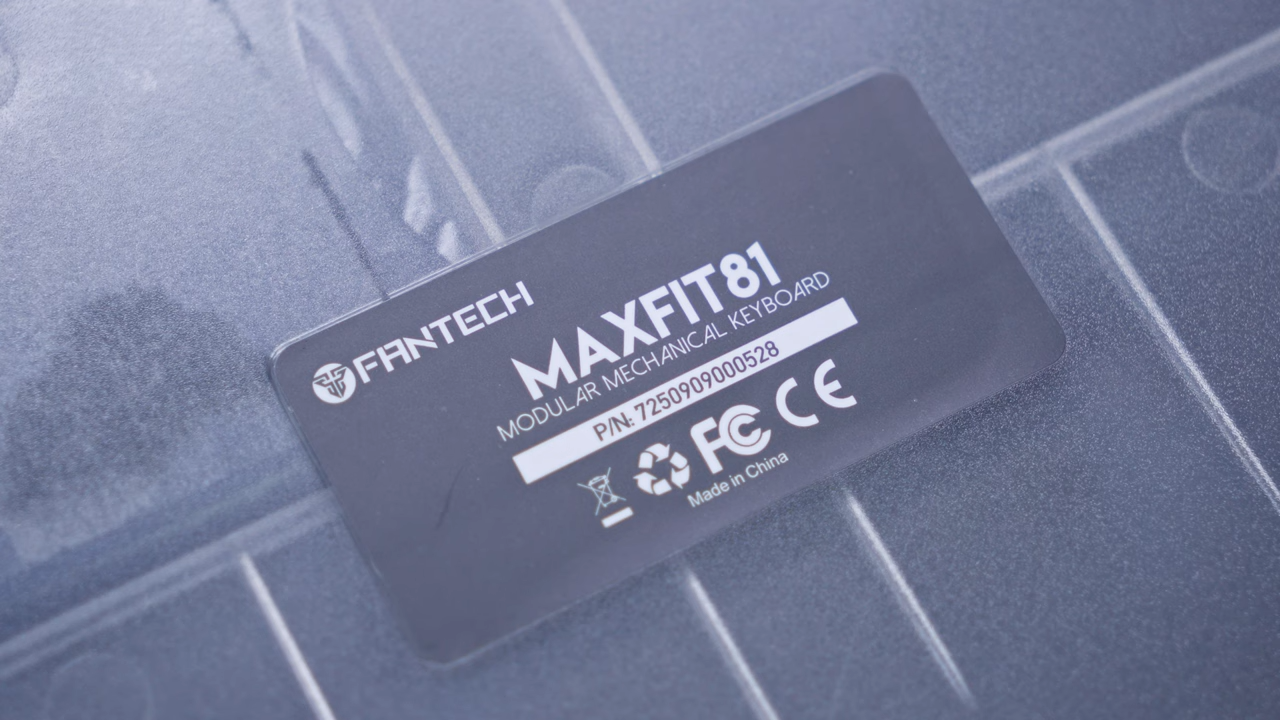 FANTECH
MAXFIT81
MODULAR MECHANICAL KEYBOARD
P/N: 7250909000528
FC CE
Made in China